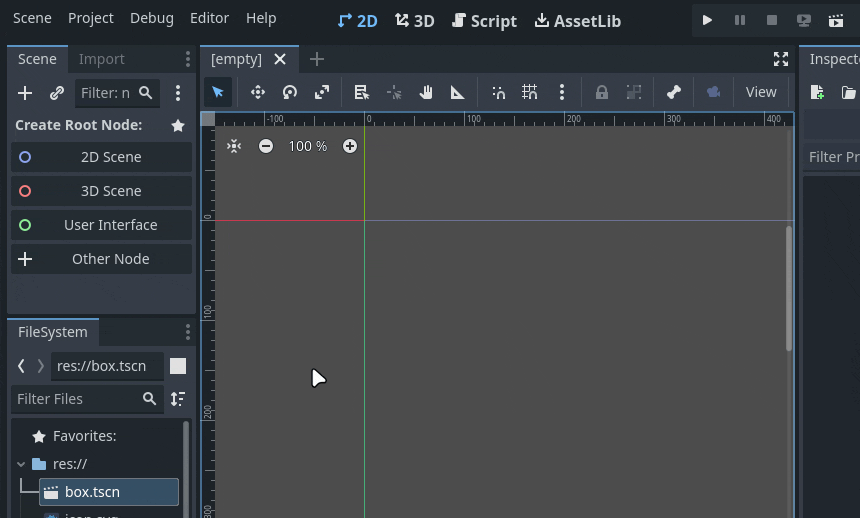 Scene Project Debug Editor Help 2D 3D Script AssetLib
Scene Import [empty] Inspecto
Filter: n View
Create Root Node:
-100 0 100 200 300 400
100 %
2D Scene Filter Pr
3D Scene
0
User Interface
Other Node
100
FileSystem
res://box.tscn
Filter Files
200
Favorites:
res://
box.tscn
300